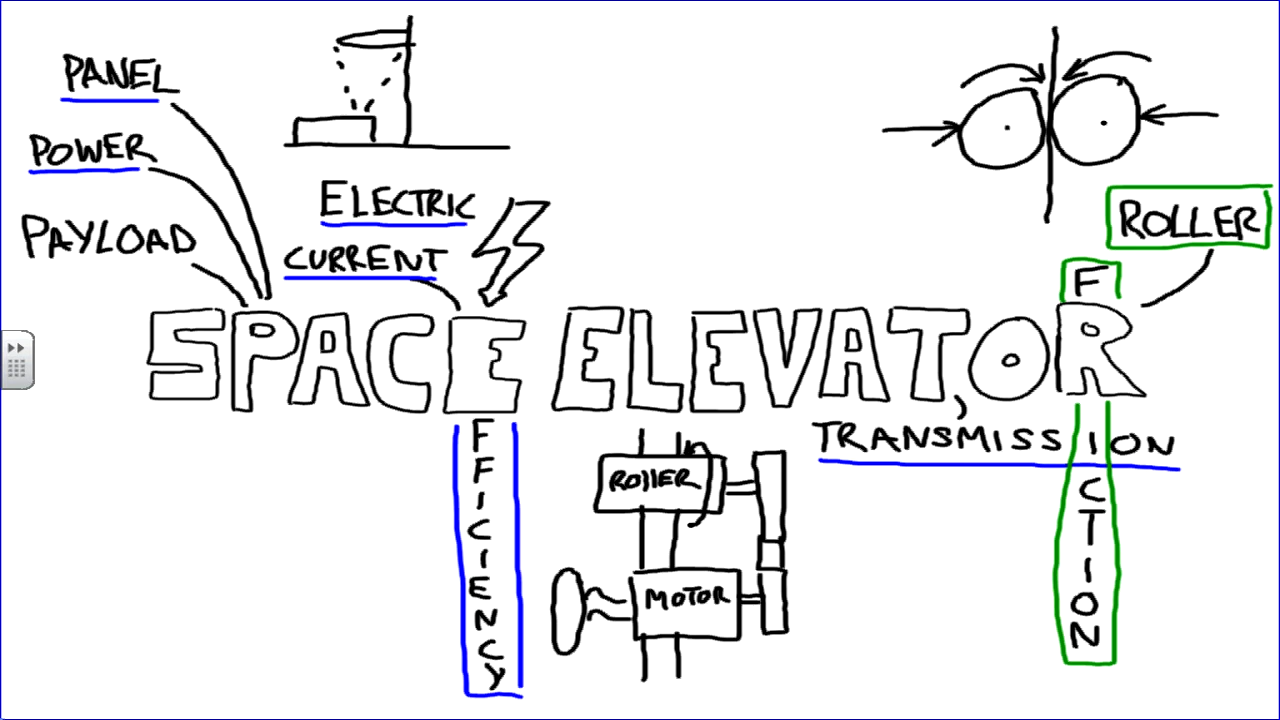 PANEL
POWER
PAYLOAD
ELECTRIC
CURRENT
ROLLER
SPACE ELEVATOR
EFFICIENCY
FRICTION
TRANSMISSION
ROLLER
MOTOR